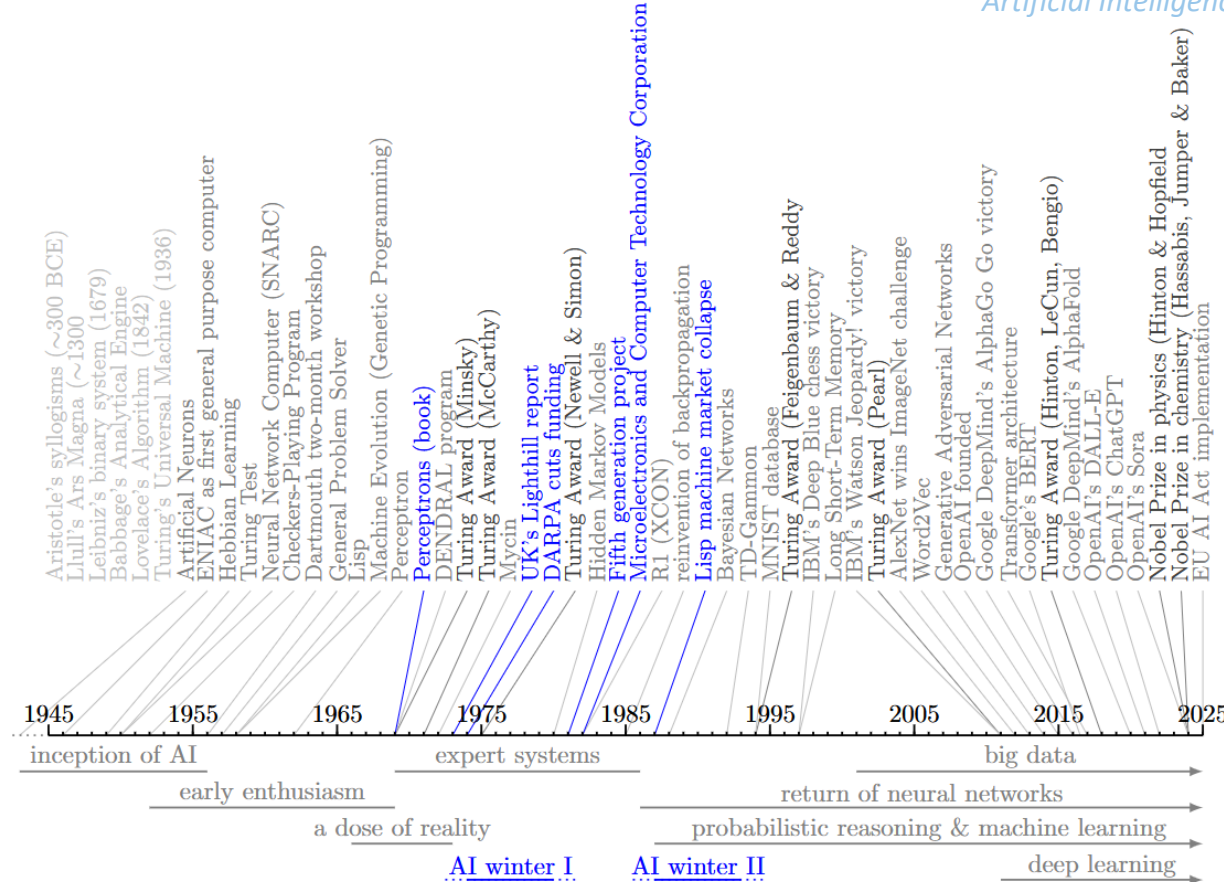 Artificial Intelligenc
Aristotle's syllogisms (~300 BCE)
Llull's Ars Magna (~1300
Leibniz's binary system (1679)
Babbage's Analytical Engine
Lovelace's Algorithm (1842)
Turing's Universal Machine (1936)
Artificial Neurons
ENIAC as first general purpose computer
Hebbian Learning
Turing Test
Neural Network Computer (SNARC)
Checkers-Playing Program
Dartmouth two-month workshop
General Problem Solver
Lisp
Machine Evolution (Genetic Programming)
Perceptron
Perceptrons (book)
DENDRAL program
Turing Award (Minsky)
Turing Award (McCarthy)
Mycin
UK's Lighthill report
DARPA cuts funding
Turing Award (Newell & Simon)
Hidden Markov Models
Fifth generation project
Microelectronics and Computer Technology Corporation
R1 (XCON)
reinvention of backpropagation
Lisp machine market collapse
Bayesian Networks
TD-Gammon
MNIST database
Turing Award (Feigenbaum & Reddy
IBM's Deep Blue chess victory
Long Short-Term Memory
IBM's Watson Jeopardy! victory
Turing Award (Pearl)
AlexNet wins ImageNet challenge
Word2Vec
Generative Adversarial Networks
OpenAI founded
Google DeepMind's AlphaGo Go victory
Transformer architecture
Google's BERT
Turing Award (Hinton, LeCun, Bengio)
Google DeepMind's AlphaFold
OpenAI's DALL-E
OpenAI's ChatGPT
OpenAI's Sora
Nobel Prize in physics (Hinton & Hopfield
Nobel Prize in chemistry (Hassabis, Jumper & Baker)
EU AI Act implementation
1945 1955 1965 1975 1985 1995 2005 2015 2025
inception of AI expert systems big data
early enthusiasm return of neural networks
a dose of reality probabilistic reasoning & machine learning
AI winter I AI winter II deep learning